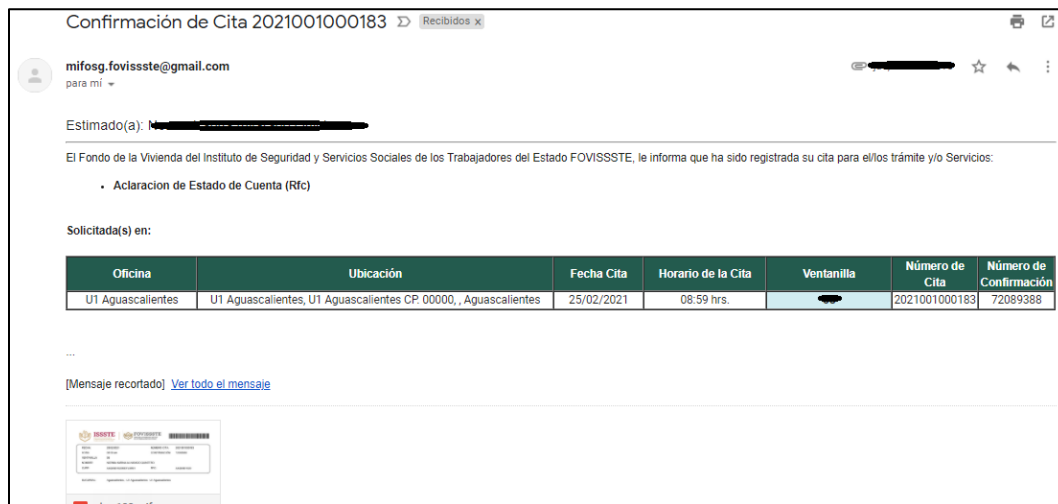 Confirmación de Cita 2021001000183 Recibidos x
mifosg.fovissste@gmail.com
para mí
Estimado(a):
El Fondo de la Vivienda del Instituto de Seguridad y Servicios Sociales de los Trabajadores del Estado FOVISSSTE, le informa que ha sido registrada su cita para el/los trámite y/o Servicios:
• Aclaracion de Estado de Cuenta (Rfc)
Solicitada(s) en:
Oficina Ubicación Fecha Cita Horario de la Cita Ventanilla Número de Cita Número de Confirmación
U1 Aguascalientes U1 Aguascalientes, U1 Aguascalientes CP. 00000, , Aguascalientes 25/02/2021 08:59 hrs. 2021001000183 72089388
...
[Mensaje recortado] Ver todo el mensaje
ISSSTE FOVISSSTE